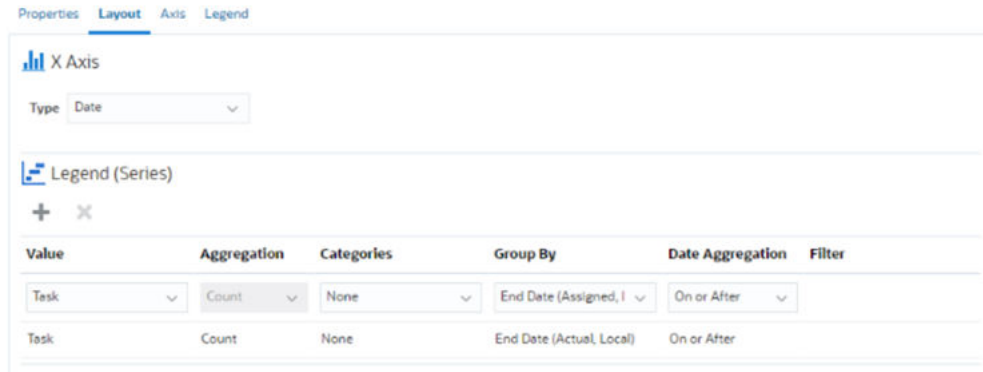 Properties Layout Axis Legend
X Axis
Type Date
Legend (Series)
Value Aggregation Categories Group By Date Aggregation Filter
Task Count None End Date (Assigned, On or After
Task Count None End Date (Actual, Local) On or After